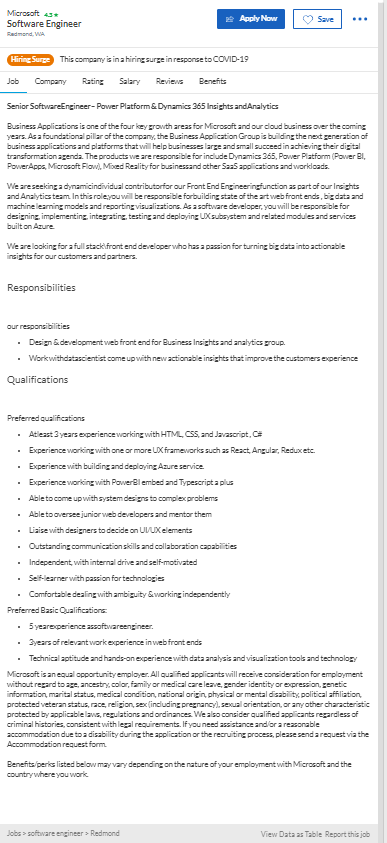 Microsoft 4.3★
Software Engineer
Redmond, WA
Apply Now
Save
Hiring Surge This company is in a hiring surge in response to COVID-19
Job Company Rating Salary Reviews Benefits
Senior SoftwareEngineer– Power Platform & Dynamics 365 Insights andAnalytics
Business Applications is one of the four key growth areas for Microsoft and our cloud business over the coming
years. As a foundational pillar of the company, the Business Application Group is building the next generation of
business applications and platforms that will help businesses large and small succeed in achieving their digital
transformation agenda. The products we are responsible for include Dynamics 365, Power Platform (Power BI,
PowerApps, Microsoft Flow), Mixed Reality for businessand other SaaS applications and workloads.
We are seeking a dynamicindividual contributorfor our Front End Engineeringfunction as part of our Insights
and Analytics team. In this role,you will be responsible forbuilding state of the art web front ends , big data and
machine learning models and reporting visualizations. As a software developer, you will be responsible for
designing, implementing, integrating, testing and deploying UX subsystem and related modules and services
built on Azure.
We are looking for a full stack\front end developer who has a passion for turning big data into actionable
insights for our customers and partners.
Responsibilities
our responsibilities
• Design & development web front end for Business Insights and analytics group.
• Work withdatascientist come up with new actionable insights that improve the customers experience
Qualifications
Preferred qualifications
• Atleast 3 years experience working with HTML, CSS, and Javascript , C#
• Experience working with one or more UX frameworks such as React, Angular, Redux etc.
• Experience with building and deploying Azure service.
• Experience working with PowerBI embed and Typescript a plus
• Able to come up with system designs to complex problems
• Able to oversee junior web developers and mentor them
• Liaise with designers to decide on UI/UX elements
• Outstanding communication skills and collaboration capabilities
• Independent, with internal drive and self-motivated
• Self-learner with passion for technologies
• Comfortable dealing with ambiguity & working independently
Preferred Basic Qualifications:
• 5 yearexperience assoftwareengineer.
• 3years of relevant work experience in web front ends
• Technical aptitude and hands-on experience with data analysis and visualization tools and technology
Microsoft is an equal opportunity employer. All qualified applicants will receive consideration for employment
without regard to age, ancestry, color, family or medical care leave, gender identity or expression, genetic
information, marital status, medical condition, national origin, physical or mental disability, political affiliation,
protected veteran status, race, religion, sex (including pregnancy), sexual orientation, or any other characteristic
protected by applicable laws, regulations and ordinances. We also consider qualified applicants regardless of
criminal histories, consistent with legal requirements. If you need assistance and/or a reasonable
accommodation due to a disability during the application or the recruiting process, please send a request via the
Accommodation request form.
Benefits/perks listed below may vary depending on the nature of your employment with Microsoft and the
country where you work.
Jobs > software engineer > Redmond
View Data as Table Report this job